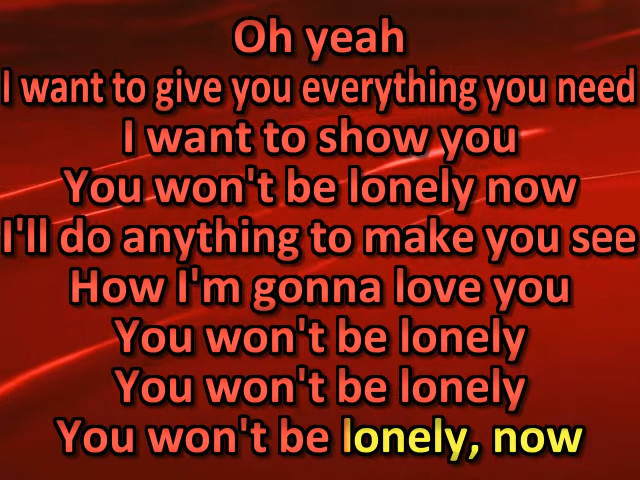 Oh yeah
I want to give you everything you need
I want to show you
You won't be lonely now
I'll do anything to make you see
How I'm gonna love you
You won't be lonely
You won't be lonely
You won't be lonely, now